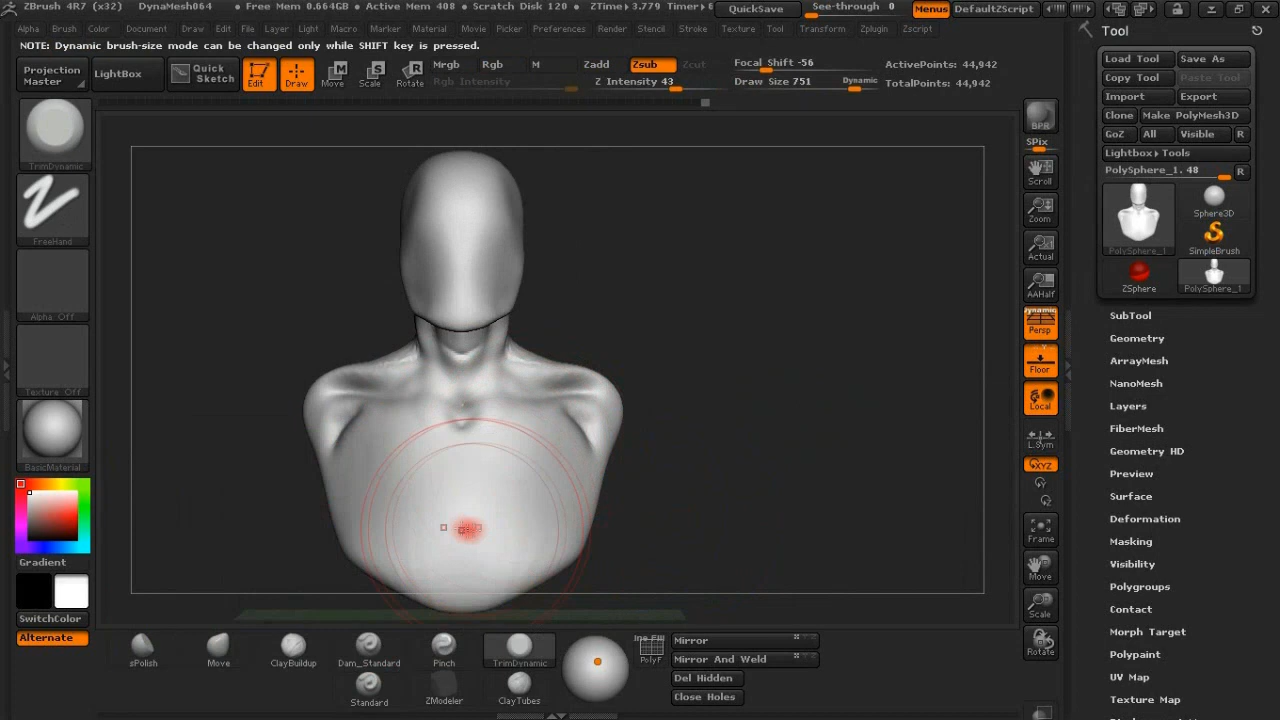 ZBrush 4R7 (x32) DynaMesh064 • Free Mem 0.664GB • Active Mem 408 • Scratch Disk 120 • ZTime▸3.779 Timer▸ QuickSave See-through 0 Menus DefaultZScript
Alpha Brush Color Document Draw Edit File Layer Light Macro Marker Material Movie Picker Preferences Render Stencil Stroke Texture Tool Transform Zplugin Zscript
NOTE: Dynamic brush-size mode can be changed only while SHIFT key is pressed.
Tool
Projection Master
LightBox
Quick Sketch
Edit
Draw
Move
Scale
Rotate
Mrgb Rgb M
Rgb Intensity
Zadd Zsub Zcut
Z Intensity 43
Focal Shift -56
Draw Size 751 Dynamic
ActivePoints: 44,942
TotalPoints: 44,942
Load Tool Save As
Copy Tool Paste Tool
Import Export
Clone Make PolyMesh3D
GoZ All Visible R
Lightbox▸Tools
PolySphere_1. 48 R
Sphere3D
PolySphere_1 SimpleBrush
ZSphere PolySphere_1
SubTool
Geometry
ArrayMesh
NanoMesh
Layers
FiberMesh
Geometry HD
Preview
Surface
Deformation
Masking
Visibility
Polygroups
Contact
Morph Target
Polypaint
UV Map
Texture Map
TrimDynamic
FreeHand
Alpha Off
Texture Off
BasicMaterial
Gradient
SwitchColor
Alternate
BPR
SPix
Scroll
Zoom
Actual
AAHalf
Dynamic
Persp
Floor
Local
L.Sym
XYZ
Frame
Move
Scale
Rotate
sPolish Move ClayBuildup Dam_Standard Pinch TrimDynamic
Standard ZModeler ClayTubes
PolyF
Mirror
Mirror And Weld
Del Hidden
Close Holes